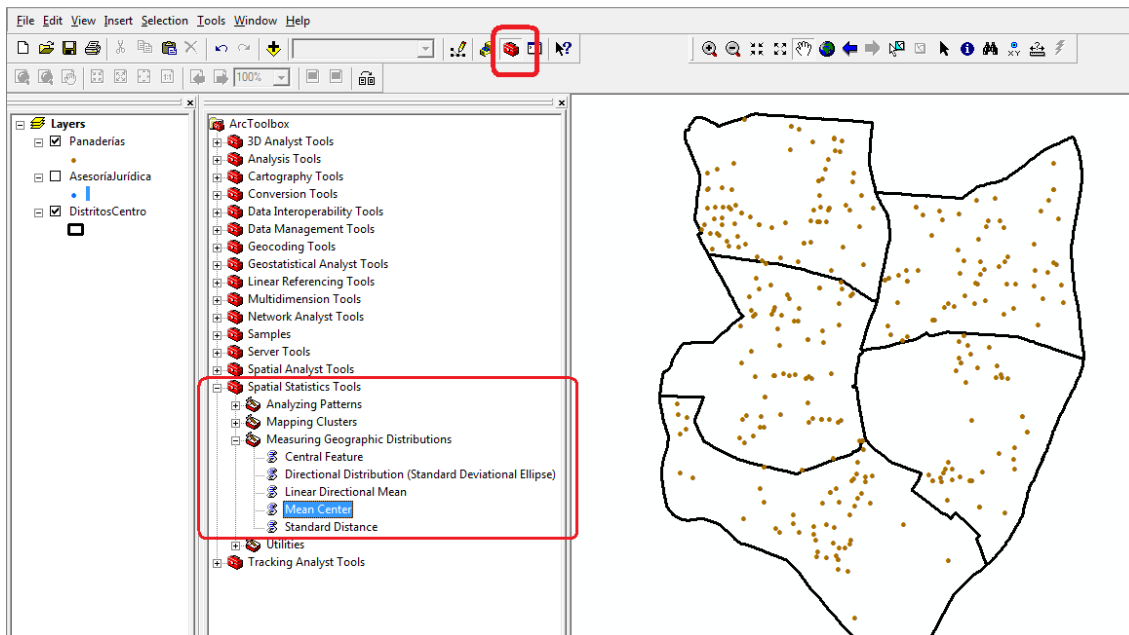 File Edit View Insert Selection Tools Window Help
100%
1:1
XY
Layers
Panaderías
AsesoríaJurídica
DistritosCentro
ArcToolbox
3D Analyst Tools
Analysis Tools
Cartography Tools
Conversion Tools
Data Interoperability Tools
Data Management Tools
Geocoding Tools
Geostatistical Analyst Tools
Linear Referencing Tools
Multidimension Tools
Network Analyst Tools
Samples
Server Tools
Spatial Analyst Tools
Spatial Statistics Tools
Analyzing Patterns
Mapping Clusters
Measuring Geographic Distributions
Central Feature
Directional Distribution (Standard Deviational Ellipse)
Linear Directional Mean
Mean Center
Standard Distance
Utilities
Tracking Analyst Tools